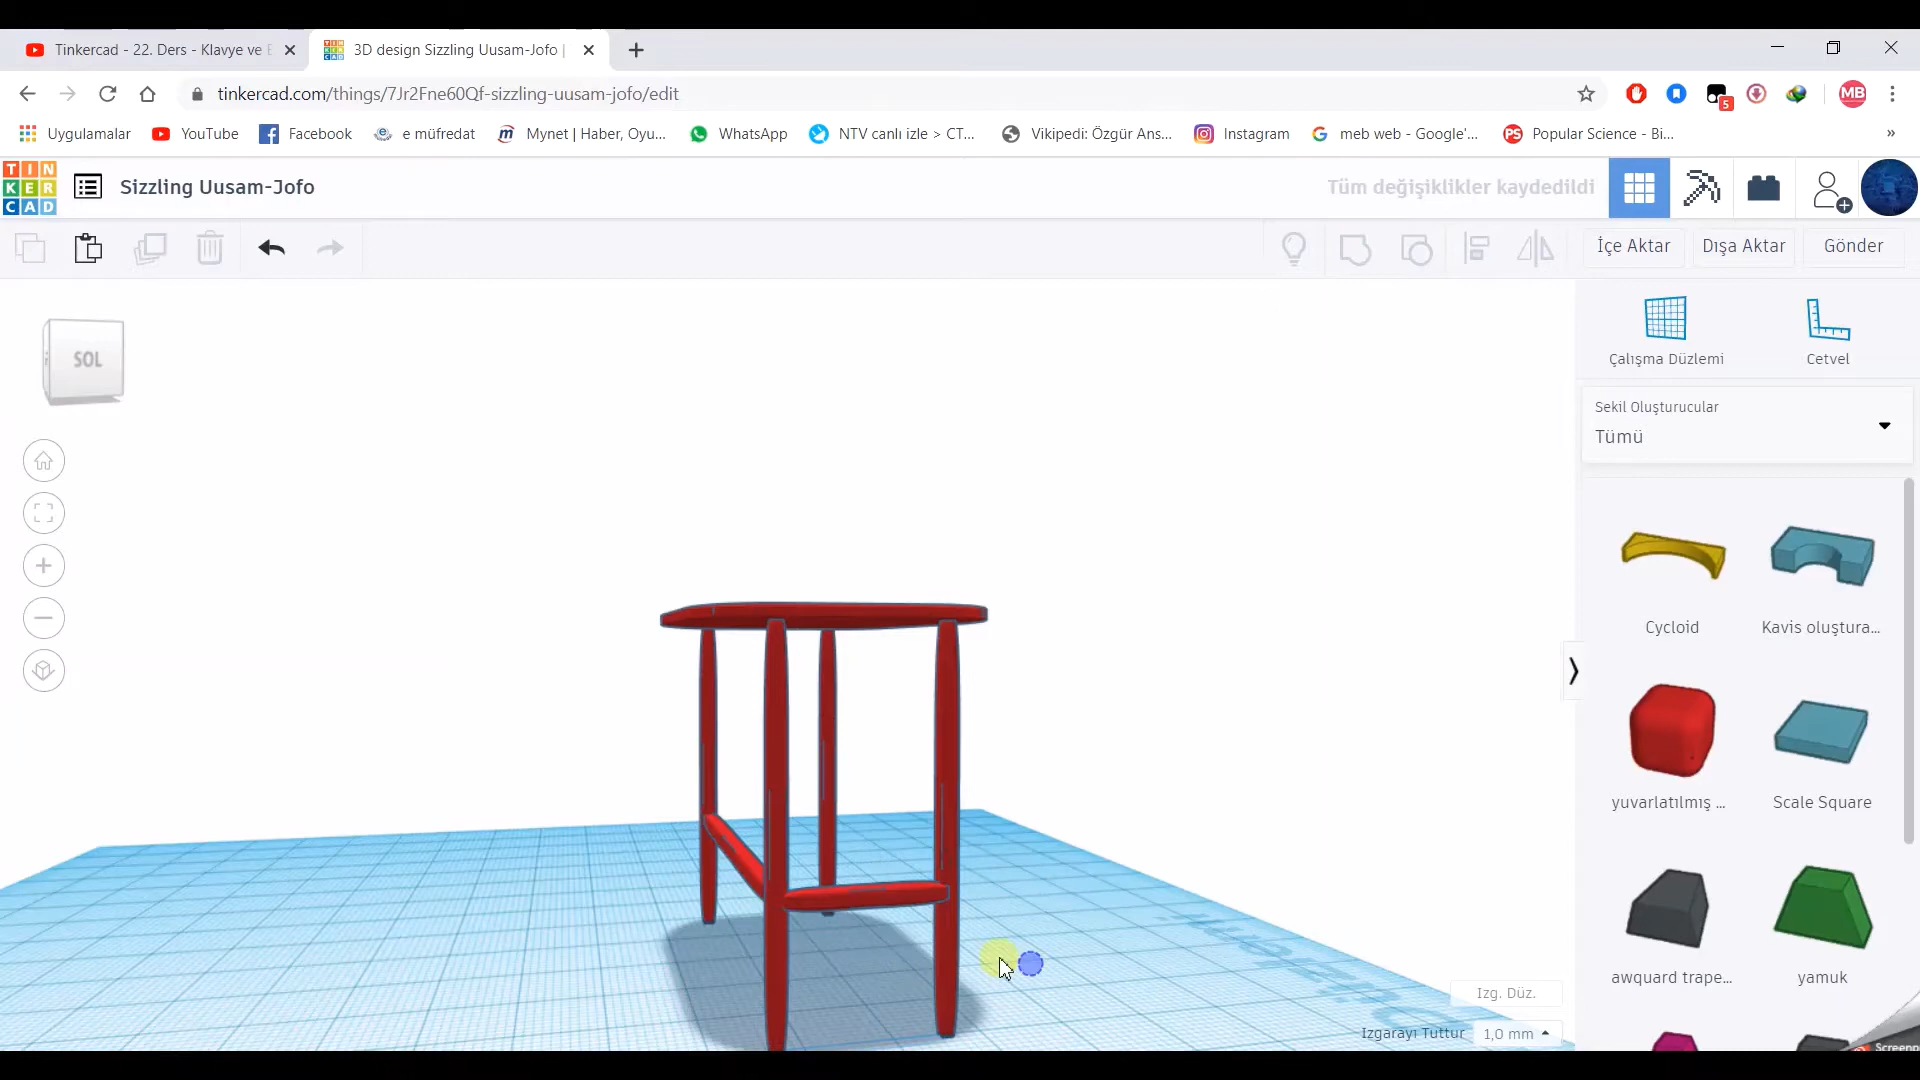 Tinkercad - 22. Ders - Klavye ve E
3D design Sizzling Uusam-Jofo |
tinkercad.com/things/7Jr2Fne60Qf-sizzling-uusam-jofo/edit
5
MB
Uygulamalar
YouTube
Facebook
e müfredat
Mynet | Haber, Oyu...
WhatsApp
NTV canlı izle > CT...
Vikipedi: Özgür Ans...
Instagram
meb web - Google'...
Popular Science - Bi...
TIN
KER
CAD
Sizzling Uusam-Jofo
Tüm değişiklikler kaydedildi
İçe Aktar
Dışa Aktar
Gönder
SOL
Çalışma Düzlemi
Cetvel
Sekil Oluşturucular
Tümü
Cycloid
Kavis oluştura...
yuvarlatılmış ...
Scale Square
awquard trape...
yamuk
Izg. Düz.
Izgarayı Tuttur
1,0 mm